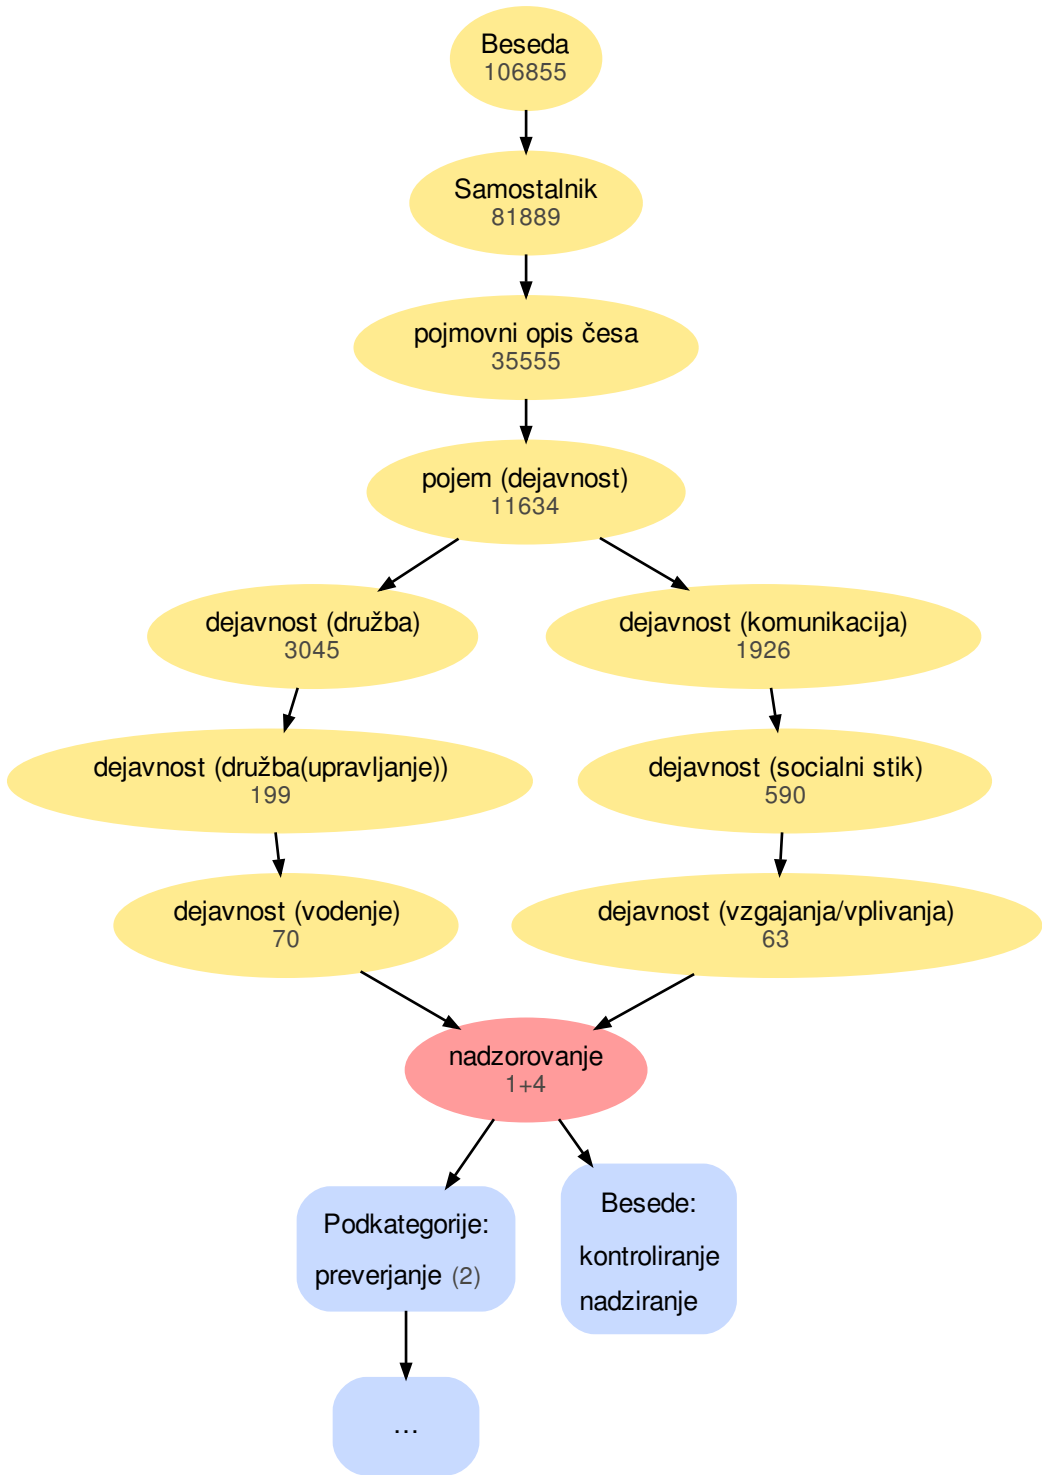 Beseda
106855
Samostalnik
81889
pojmovni opis česa
35555
pojem (dejavnost)
11634
dejavnost (družba)
3045
dejavnost (komunikacija)
1926
dejavnost (družba(upravljanje))
199
dejavnost (socialni stik)
590
dejavnost (vodenje)
70
dejavnost (vzgajanja/vplivanja)
63
nadzorovanje
1+4
Podkategorije:
preverjanje (2)
Besede:
kontroliranje
nadziranje
…